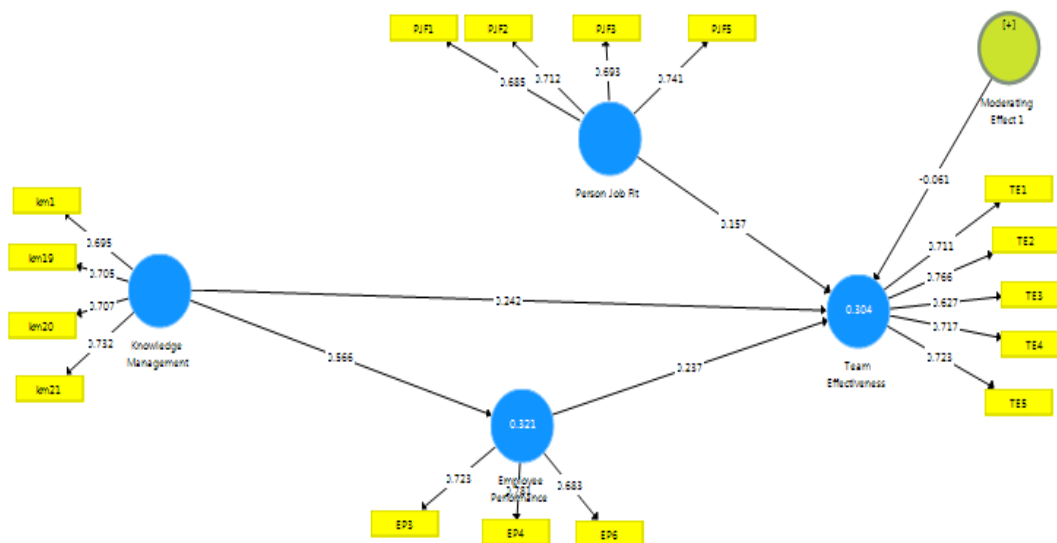 PJF1
PJF2
PJF3
PJF5
[+]
0.685
0.712
0.693
0.741
Moderating
Effect 1
Person Job Fit
-0.061
km1
km19
km20
km21
0.695
0.705
0.707
0.732
Knowledge
Management
0.157
0.242
0.566
0.237
0.304
Team
Effectiveness
TE1
TE2
TE3
TE4
TE5
0.711
0.766
0.627
0.717
0.723
0.321
Employee
Performance
0.723
0.683
EP3
EP4
EP6